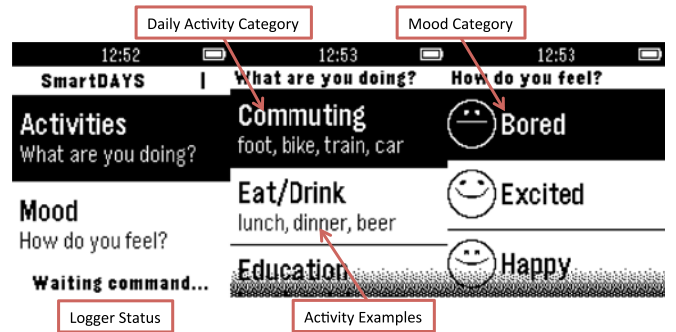 Daily Activity Category
Mood Category
12:52
SmartDAYS
Activities
What are you doing?
Mood
How do you feel?
Waiting command...
12:53
What are you doing?
Commuting
foot, bike, train, car
Eat/Drink
lunch, dinner, beer
Education
12:53
How do you feel?
Bored
Excited
Happy
Logger Status
Activity Examples